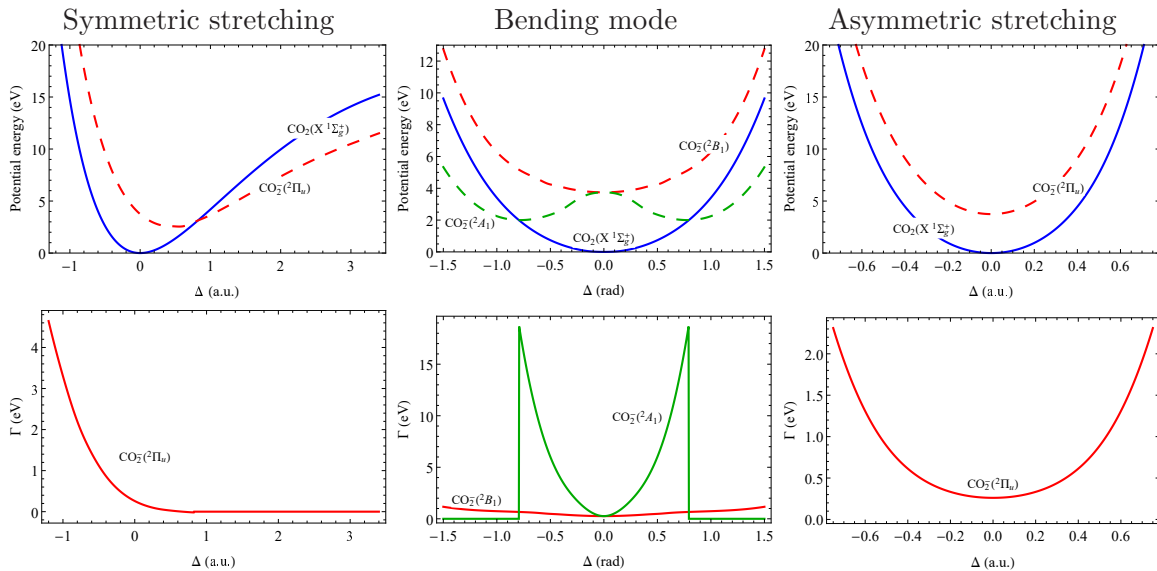 Symmetric stretching
Bending mode
Asymmetric stretching
20
15
10
5
0
Potential energy (eV)
CO₂(X ¹Σg⁺)
CO₂⁻(²Πu)
−1
0
1
2
3
Δ (a.u.)
12
10
8
6
4
2
0
Potential energy (eV)
CO₂⁻(²B₁)
CO₂⁻(²A₁)
CO₂(X ¹Σg⁺)
−1.5
−1.0
−0.5
0.0
0.5
1.0
1.5
Δ (rad)
20
15
10
5
0
Potential energy (eV)
CO₂⁻(²Πu)
CO₂(X ¹Σg⁺)
−0.6
−0.4
−0.2
0.0
0.2
0.4
0.6
Δ (a.u.)
4
3
2
1
0
Γ (eV)
CO₂⁻(²Πu)
−1
0
1
2
3
Δ (a.u.)
15
10
5
0
Γ (eV)
CO₂⁻(²A₁)
CO₂⁻(²B₁)
−1.5
−1.0
−0.5
0.0
0.5
1.0
1.5
Δ (rad)
2.0
1.5
1.0
0.5
0.0
Γ (eV)
CO₂⁻(²Πu)
−0.6
−0.4
−0.2
0.0
0.2
0.4
0.6
Δ (a.u.)